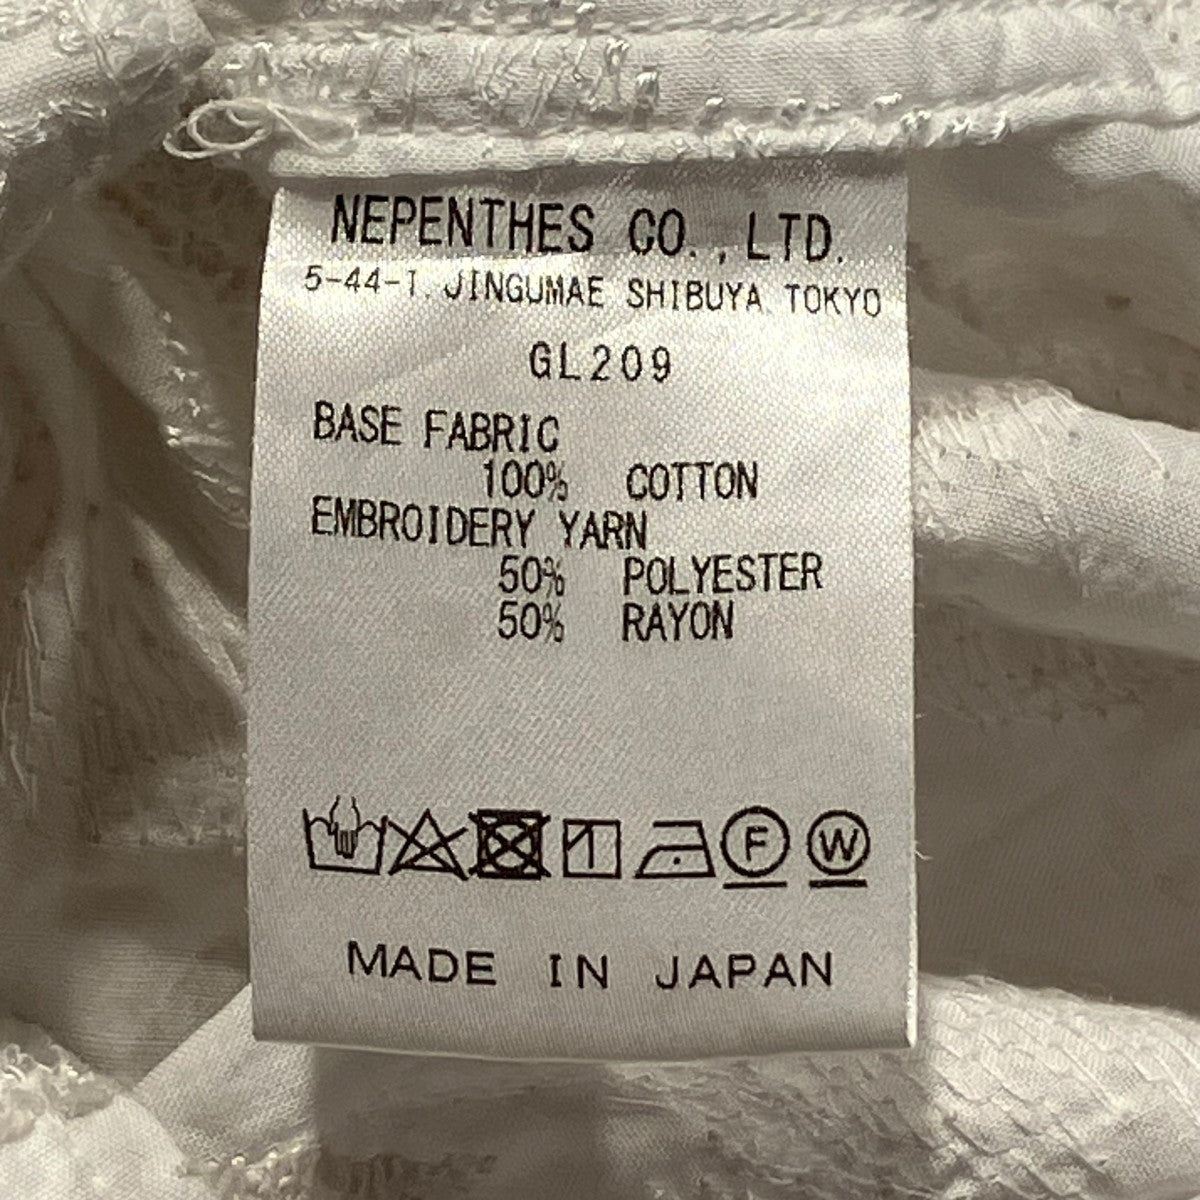 NEPENTHES CO.,LTD.
5-44-1 JINGUMAE SHIBUYA TOKYO
GL209
BASE FABRIC
100% COTTON
EMBROIDERY YARN
50% POLYESTER
50% RAYON
F W
MADE IN JAPAN